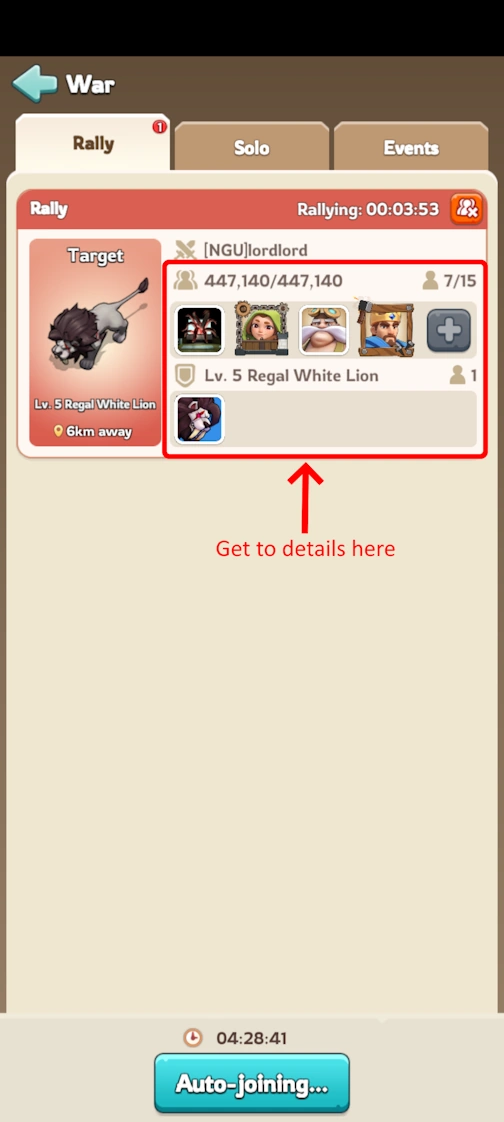 War
Rally
1
Solo
Events
Rally
Rallying: 00:03:53
Target
[NGU]lordlord
447,140/447,140
7/15
Lv. 5 Regal White Lion
1
Lv. 5 Regal White Lion
6km away
Get to details here
04:28:41
Auto-joining...